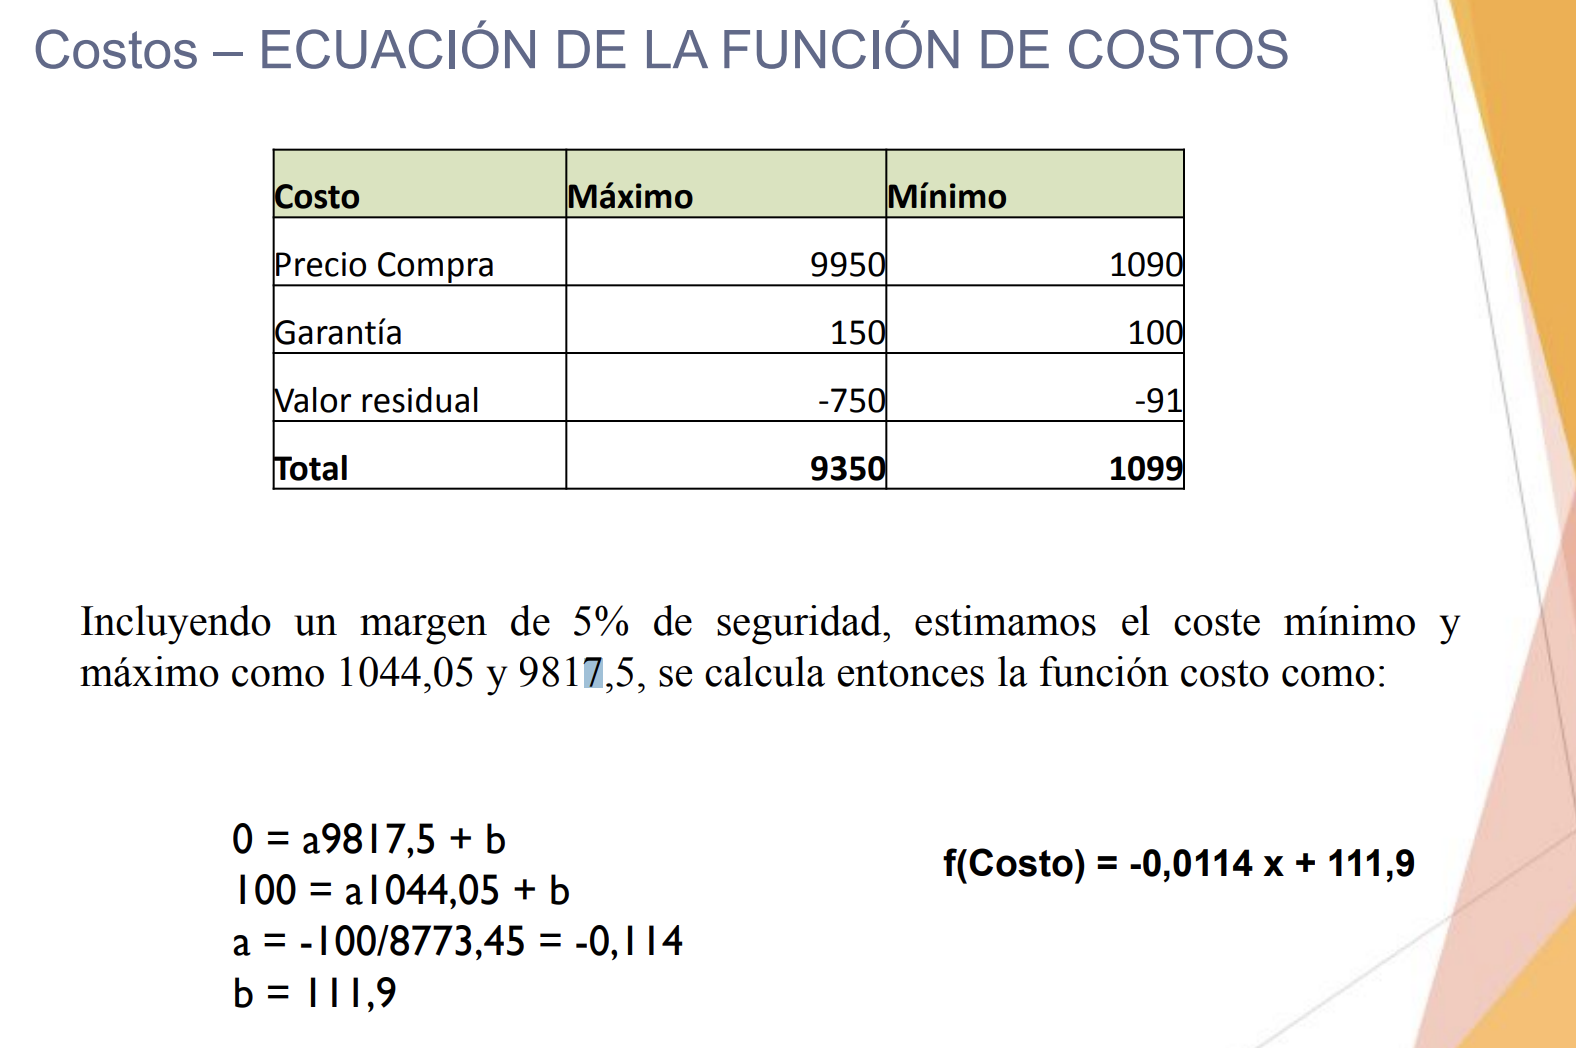 Costos – ECUACIÓN DE LA FUNCIÓN DE COSTOS
Costo Máximo Mínimo
Precio Compra 9950 1090
Garantía 150 100
Valor residual -750 -91
Total 9350 1099
Incluyendo un margen de 5% de seguridad, estimamos el coste mínimo y
máximo como 1044,05 y 9817,5, se calcula entonces la función costo como:
0 = a9817,5 + b
100 = a1044,05 + b
a = -100/8773,45 = -0,114
b = 111,9
f(Costo) = -0,0114 x + 111,9